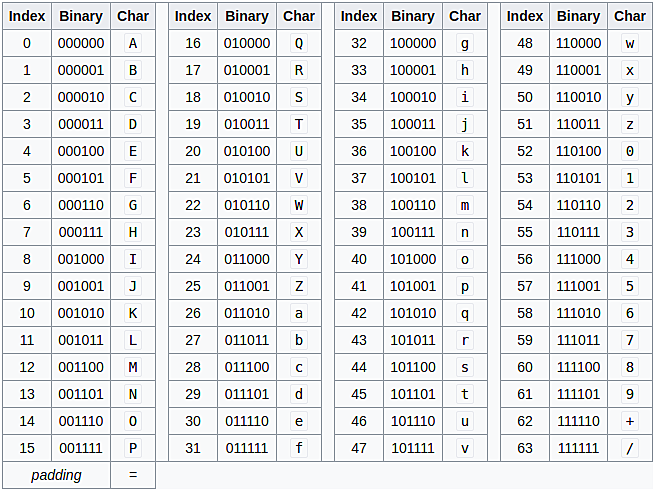 Index Binary Char Index Binary Char Index Binary Char Index Binary Char
0 000000 A 16 010000 Q 32 100000 g 48 110000 w
1 000001 B 17 010001 R 33 100001 h 49 110001 x
2 000010 C 18 010010 S 34 100010 i 50 110010 y
3 000011 D 19 010011 T 35 100011 j 51 110011 z
4 000100 E 20 010100 U 36 100100 k 52 110100 0
5 000101 F 21 010101 V 37 100101 l 53 110101 1
6 000110 G 22 010110 W 38 100110 m 54 110110 2
7 000111 H 23 010111 X 39 100111 n 55 110111 3
8 001000 I 24 011000 Y 40 101000 o 56 111000 4
9 001001 J 25 011001 Z 41 101001 p 57 111001 5
10 001010 K 26 011010 a 42 101010 q 58 111010 6
11 001011 L 27 011011 b 43 101011 r 59 111011 7
12 001100 M 28 011100 c 44 101100 s 60 111100 8
13 001101 N 29 011101 d 45 101101 t 61 111101 9
14 001110 O 30 011110 e 46 101110 u 62 111110 +
15 001111 P 31 011111 f 47 101111 v 63 111111 /
padding =